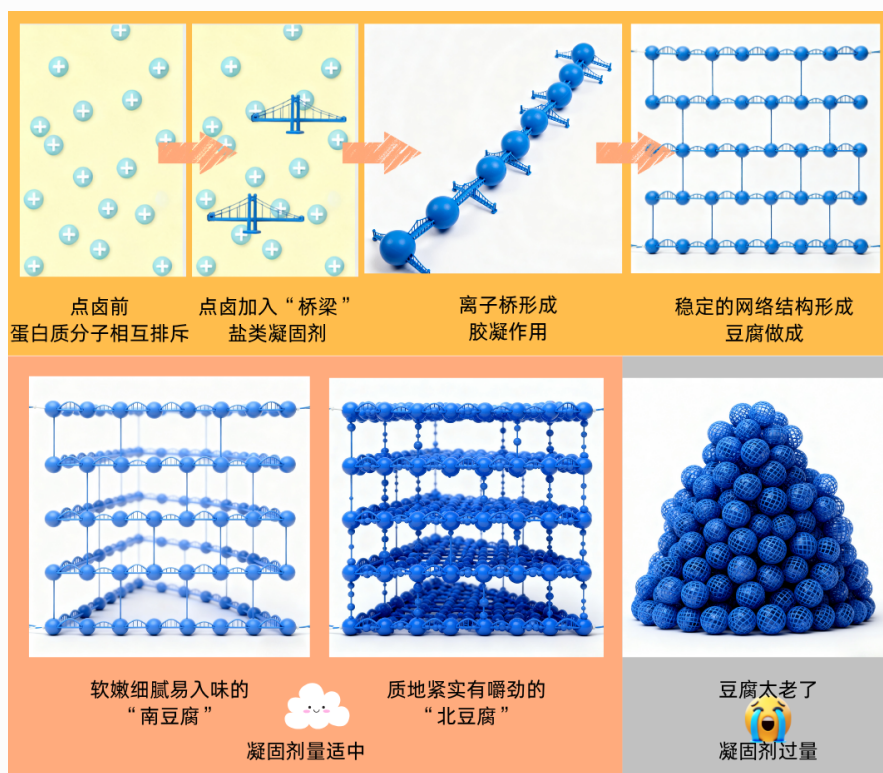 点卤前
蛋白质分子相互排斥
点卤加入“桥梁”
盐类凝固剂
离子桥形成
胶凝作用
稳定的网络结构形成
豆腐做成
软嫩细腻易入味的
“南豆腐”
质地紧实有嚼劲的
“北豆腐”
凝固剂量适中
豆腐太老了
凝固剂过量